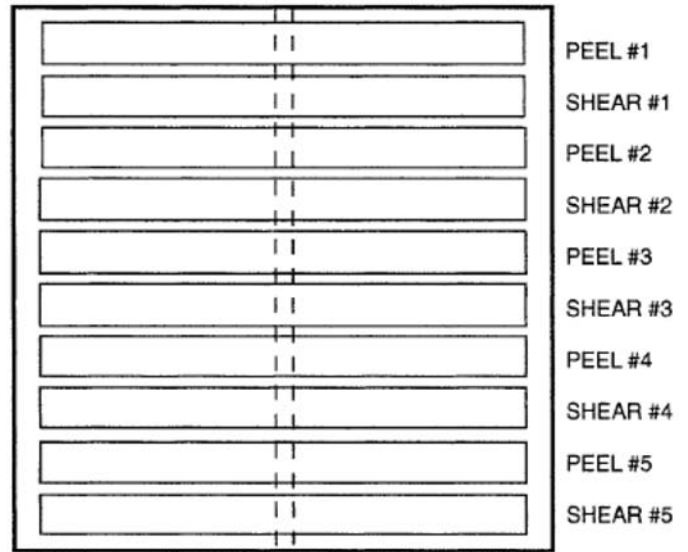 PEEL #1
SHEAR #1
PEEL #2
SHEAR #2
PEEL #3
SHEAR #3
PEEL #4
SHEAR #4
PEEL #5
SHEAR #5